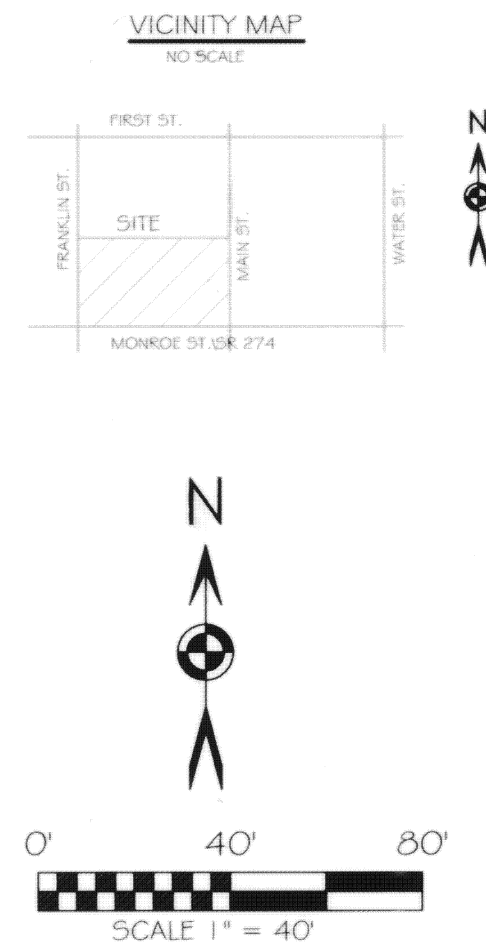 VICINITY MAP
NO SCALE
FIRST ST.
N
FRANKLIN ST.
SITE
MAIN ST.
WATER ST.
MONROE ST.\SR 274
N
0' 40' 80'
SCALE 1" = 40'